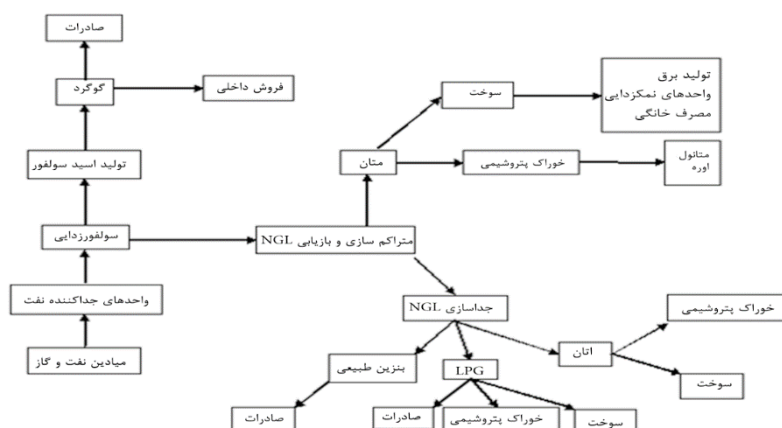 صادرات
گوگرد
فروش داخلی
تولید اسید سولفور
سولفورزدایی
واحدهای جداکننده نفت
میادین نفت و گاز
سوخت
تولید برق
واحدهای نمکزدایی
مصرف خانگی
متان
خوراک پتروشیمی
متانول
اوره
متراکم سازی و بازیابی NGL
جداسازی NGL
خوراک پتروشیمی
اتان
سوخت
بنزین طبیعی
LPG
صادرات
صادرات
خوراک پتروشیمی
سوخت